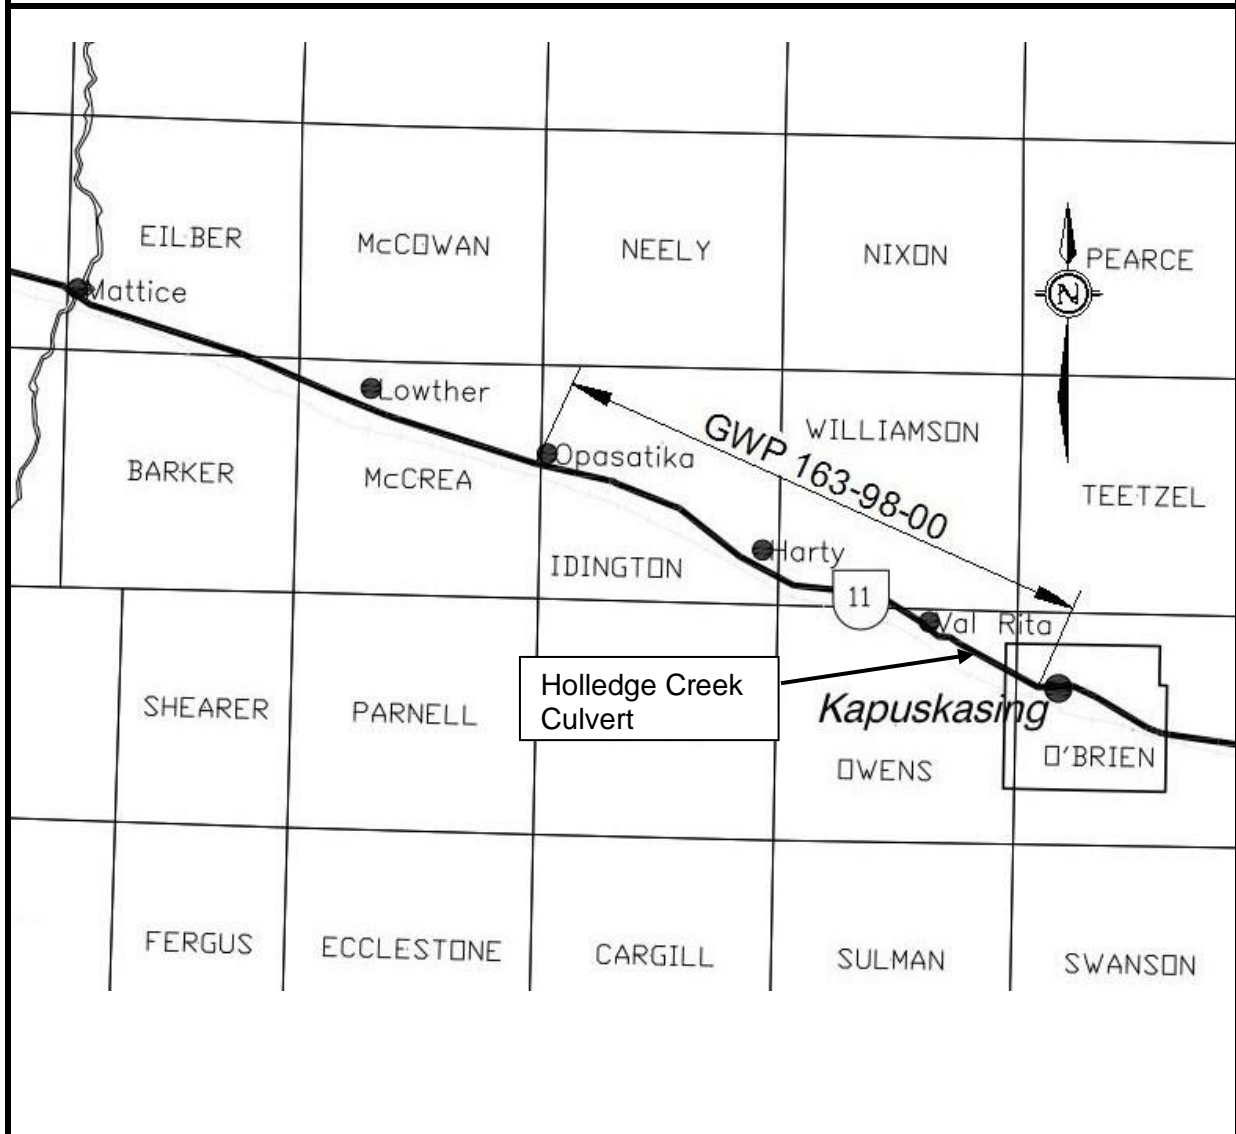 EILBER
McCOWAN
NEELY
NIXON
PEARCE
N
Mattice
Lowther
WILLIAMSON
GWP 163-98-00
Opasatika
BARKER
McCREA
TEETZEL
Harty
IDINGTON
11
Val Rita
Holledge Creek
Culvert
SHEARER
PARNELL
Kapuskasing
O'BRIEN
OWENS
FERGUS
ECCLESTONE
CARGILL
SULMAN
SWANSON